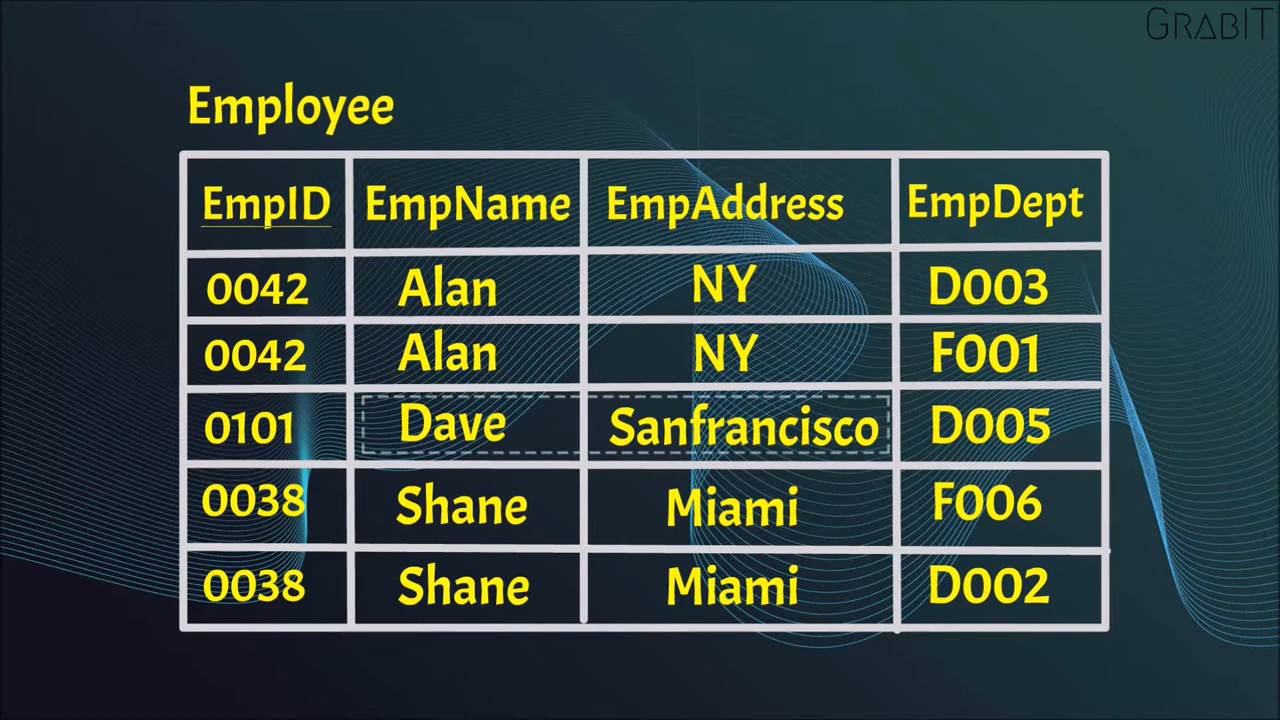 GRABIT
Employee
EmpID EmpName EmpAddress EmpDept
0042 Alan NY D003
0042 Alan NY F001
0101 Dave Sanfrancisco D005
0038 Shane Miami F006
0038 Shane Miami D002